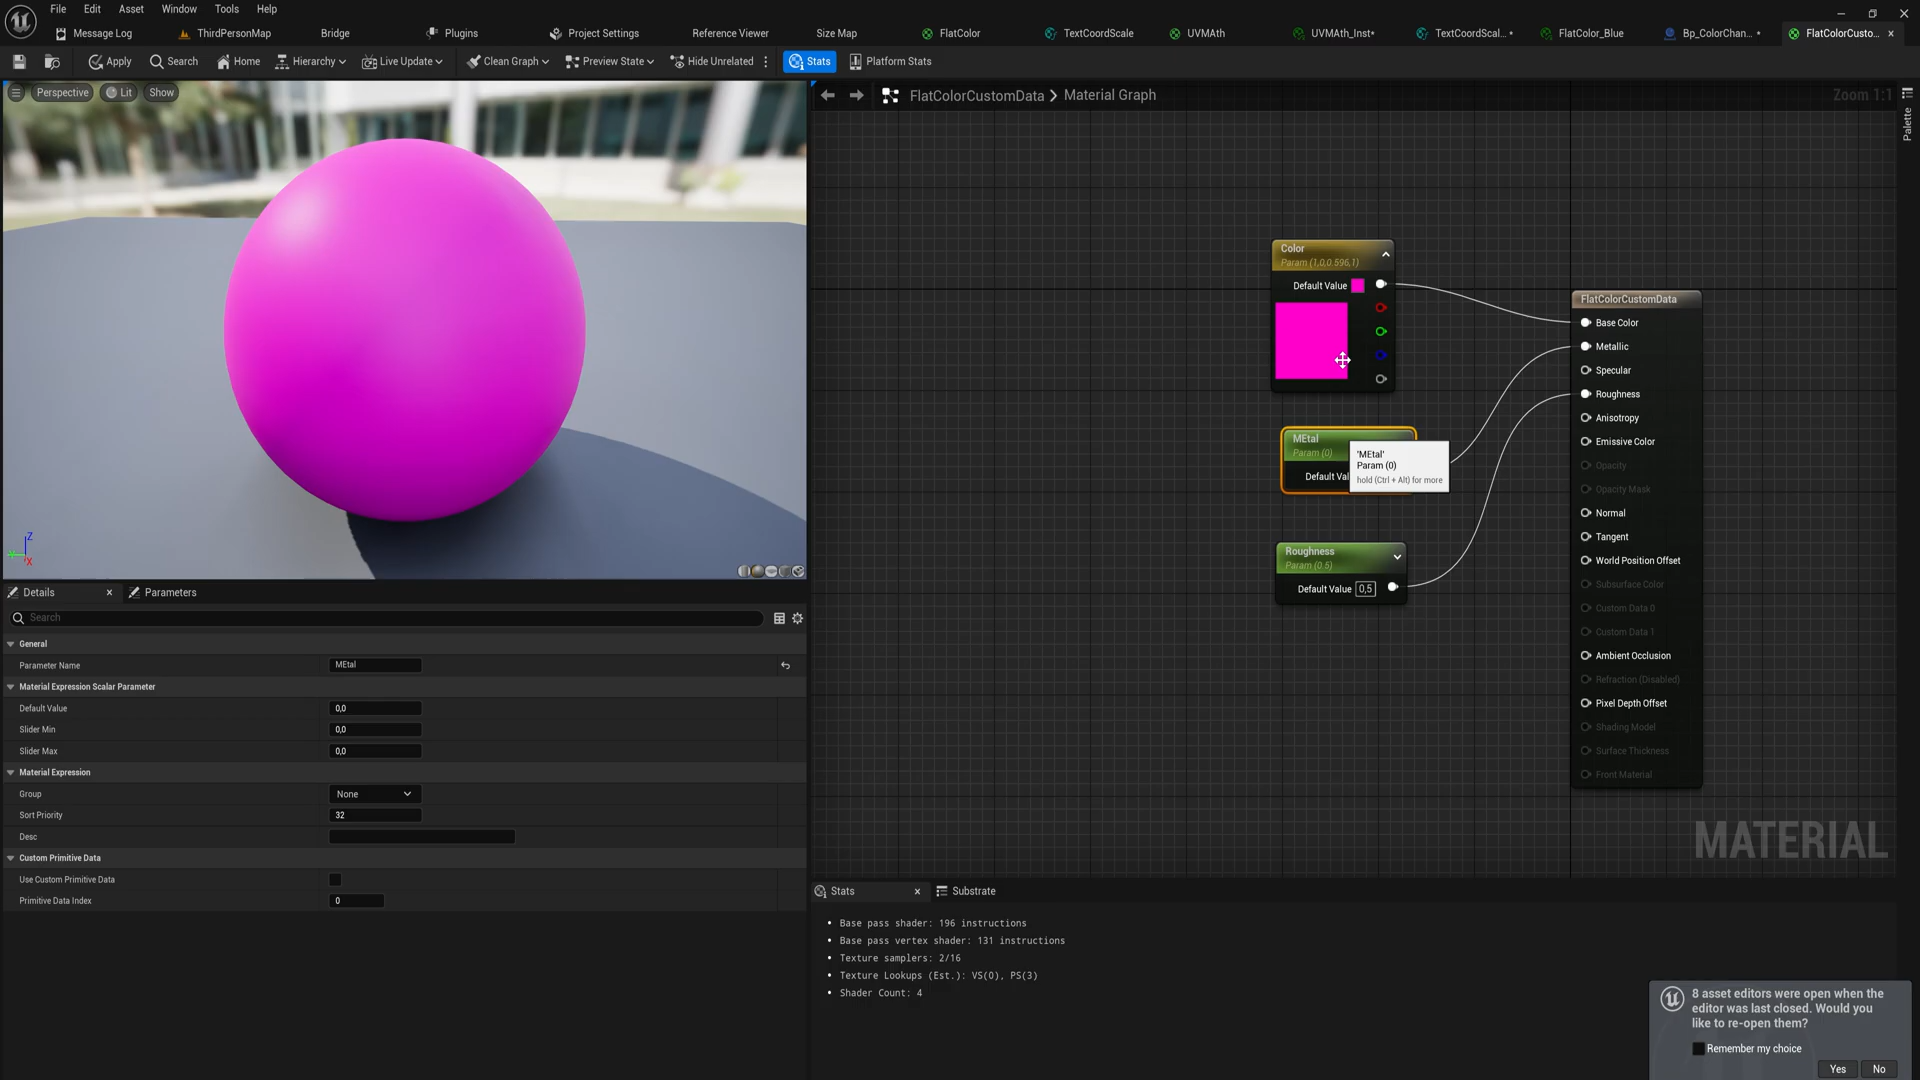 File Edit Asset Window Tools Help
Message Log ThirdPersonMap Bridge Plugins Project Settings Reference Viewer Size Map FlatColor TextCoordScale UVMAth UVMAth_Inst* TextCoordScal...* FlatColor_Blue Bp_ColorChan... * FlatColorCusto...
Apply Search Home Hierarchy Live Update Clean Graph Preview State Hide Unrelated Stats Platform Stats
Perspective Lit Show
FlatColorCustomData > Material Graph
Zoom 1:1
Palette
Color
Param (1,0,0.596,1)
Default Value
FlatColorCustomData
Base Color
Metallic
Specular
Roughness
Anisotropy
Emissive Color
Opacity
Opacity Mask
Normal
Tangent
World Position Offset
Subsurface Color
Custom Data 0
Custom Data 1
Ambient Occlusion
Refraction (Disabled)
Pixel Depth Offset
Shading Model
Surface Thickness
Front Material
MEtal
Param (0)
Default Val
'MEtal'
Param (0)
hold (Ctrl + Alt) for more
Roughness
Param (0.5)
Default Value 0,5
MATERIAL
Z
X
Details Parameters
Search
General
Parameter Name MEtal
Material Expression Scalar Parameter
Default Value 0,0
Slider Min 0,0
Slider Max 0,0
Material Expression
Group None
Sort Priority 32
Desc
Custom Primitive Data
Use Custom Primitive Data
Primitive Data Index 0
Stats Substrate
Base pass shader: 196 instructions
Base pass vertex shader: 131 instructions
Texture samplers: 2/16
Texture Lookups (Est.): VS(0), PS(3)
Shader Count: 4
8 asset editors were open when the
editor was last closed. Would you
like to re-open them?
Remember my choice
Yes No